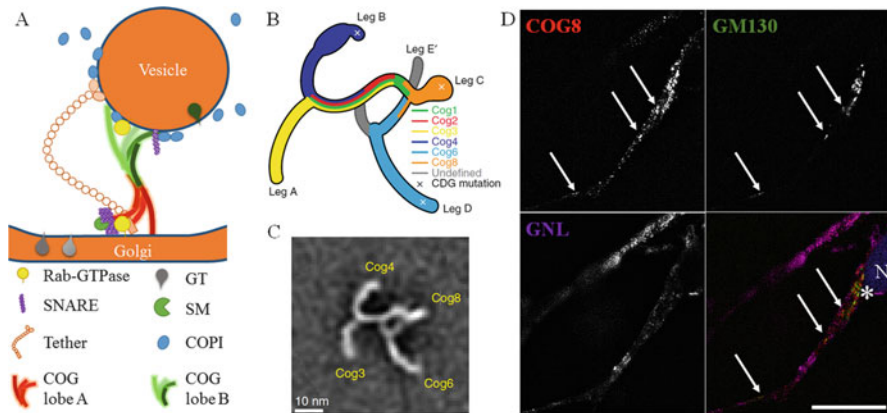 A
Vesicle
Golgi
Rab-GTPase
GT
SNARE
SM
Tether
COPI
COG
lobe A
COG
lobe B
B
Leg B
Leg E'
Leg C
Cog1
Cog2
Cog3
Cog4
Cog6
Cog8
Undefined
× CDG mutation
Leg A
Leg D
C
Cog4
Cog8
Cog3
Cog6
10 nm
D
COG8
GM130
GNL
N
*